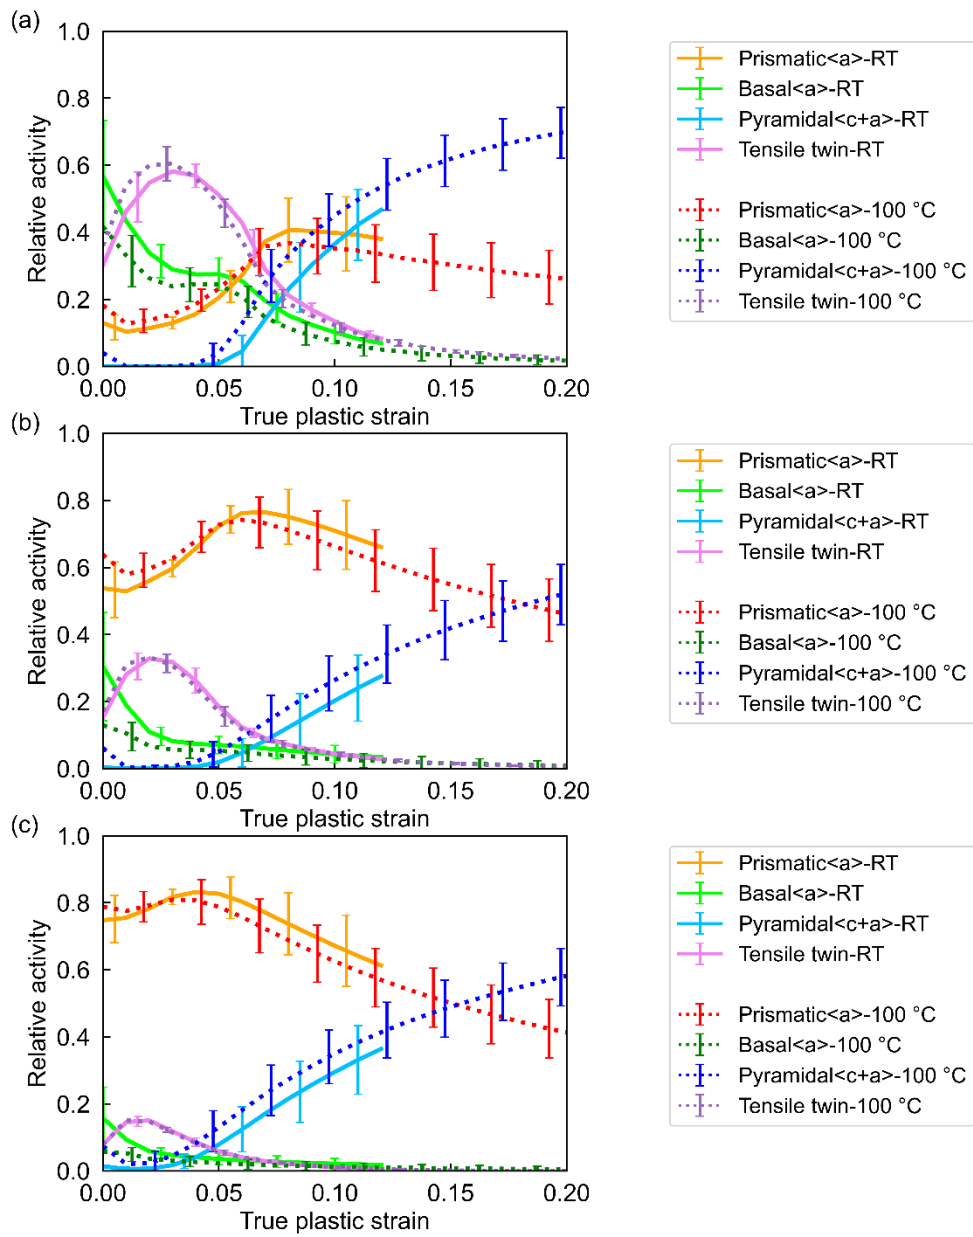 (a)
1.0
0.8
0.6
0.4
0.2
0.0
Relative activity
0.00 0.05 0.10 0.15 0.20
True plastic strain
Prismatic<a>-RT
Basal<a>-RT
Pyramidal<c+a>-RT
Tensile twin-RT
Prismatic<a>-100 °C
Basal<a>-100 °C
Pyramidal<c+a>-100 °C
Tensile twin-100 °C
(b)
1.0
0.8
0.6
0.4
0.2
0.0
Relative activity
0.00 0.05 0.10 0.15 0.20
True plastic strain
Prismatic<a>-RT
Basal<a>-RT
Pyramidal<c+a>-RT
Tensile twin-RT
Prismatic<a>-100 °C
Basal<a>-100 °C
Pyramidal<c+a>-100 °C
Tensile twin-100 °C
(c)
1.0
0.8
0.6
0.4
0.2
0.0
Relative activity
0.00 0.05 0.10 0.15 0.20
True plastic strain
Prismatic<a>-RT
Basal<a>-RT
Pyramidal<c+a>-RT
Tensile twin-RT
Prismatic<a>-100 °C
Basal<a>-100 °C
Pyramidal<c+a>-100 °C
Tensile twin-100 °C